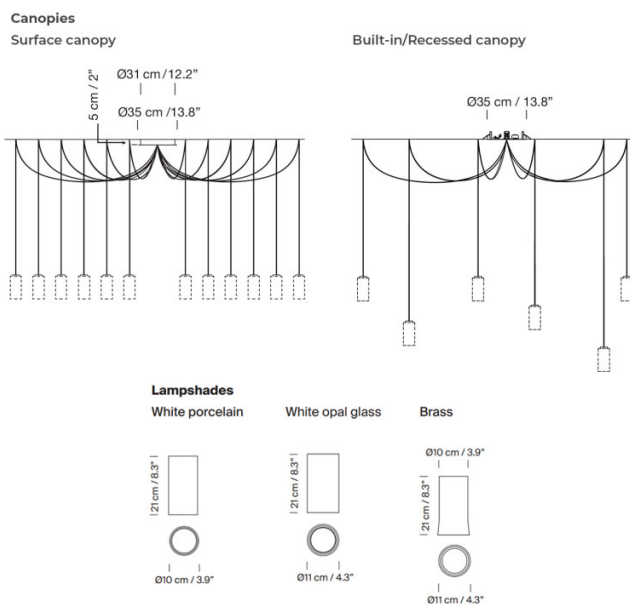 Canopies
Surface canopy
Built-in/Recessed canopy
Ø31 cm/12.2”
5 cm / 2”
Ø35 cm/13.8”
Ø35 cm / 13.8”
Lampshades
White porcelain
White opal glass
Brass
Ø10 cm / 3.9”
21 cm / 8.3”
21 cm / 8.3”
21 cm / 8.3”
Ø10 cm / 3.9”
Ø11 cm / 4.3”
Ø11 cm / 4.3”